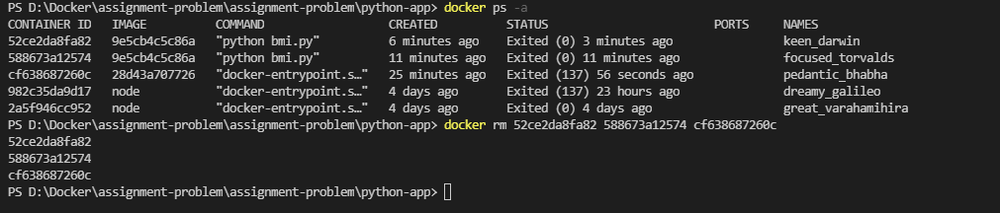 PS D:\Docker\assignment-problem\assignment-problem\python-app> docker ps -a
CONTAINER ID   IMAGE          COMMAND                  CREATED          STATUS                        PORTS     NAMES
52ce2da8fa82   9e5cb4c5c86a   "python bmi.py"          6 minutes ago    Exited (0) 3 minutes ago                keen_darwin
588673a12574   9e5cb4c5c86a   "python bmi.py"          11 minutes ago   Exited (0) 11 minutes ago               focused_torvalds
cf638687260c   28d43a707726   "docker-entrypoint.s…"   25 minutes ago   Exited (137) 56 seconds ago             pedantic_bhabha
982c35da9d17   node           "docker-entrypoint.s…"   4 days ago       Exited (137) 23 hours ago               dreamy_galileo
2a5f946cc952   node           "docker-entrypoint.s…"   4 days ago       Exited (0) 4 days ago                   great_varahamihira
PS D:\Docker\assignment-problem\assignment-problem\python-app> docker rm 52ce2da8fa82 588673a12574 cf638687260c
52ce2da8fa82
588673a12574
cf638687260c
PS D:\Docker\assignment-problem\assignment-problem\python-app>